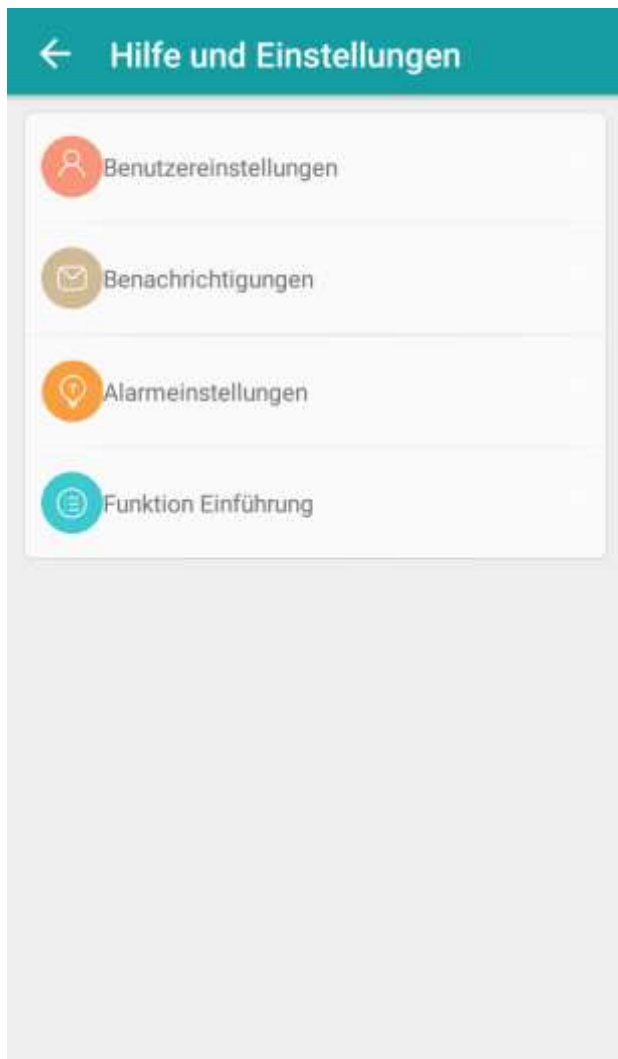 Hilfe und Einstellungen
Benutzereinstellungen
Benachrichtigungen
Alarmeinstellungen
Funktion Einführung